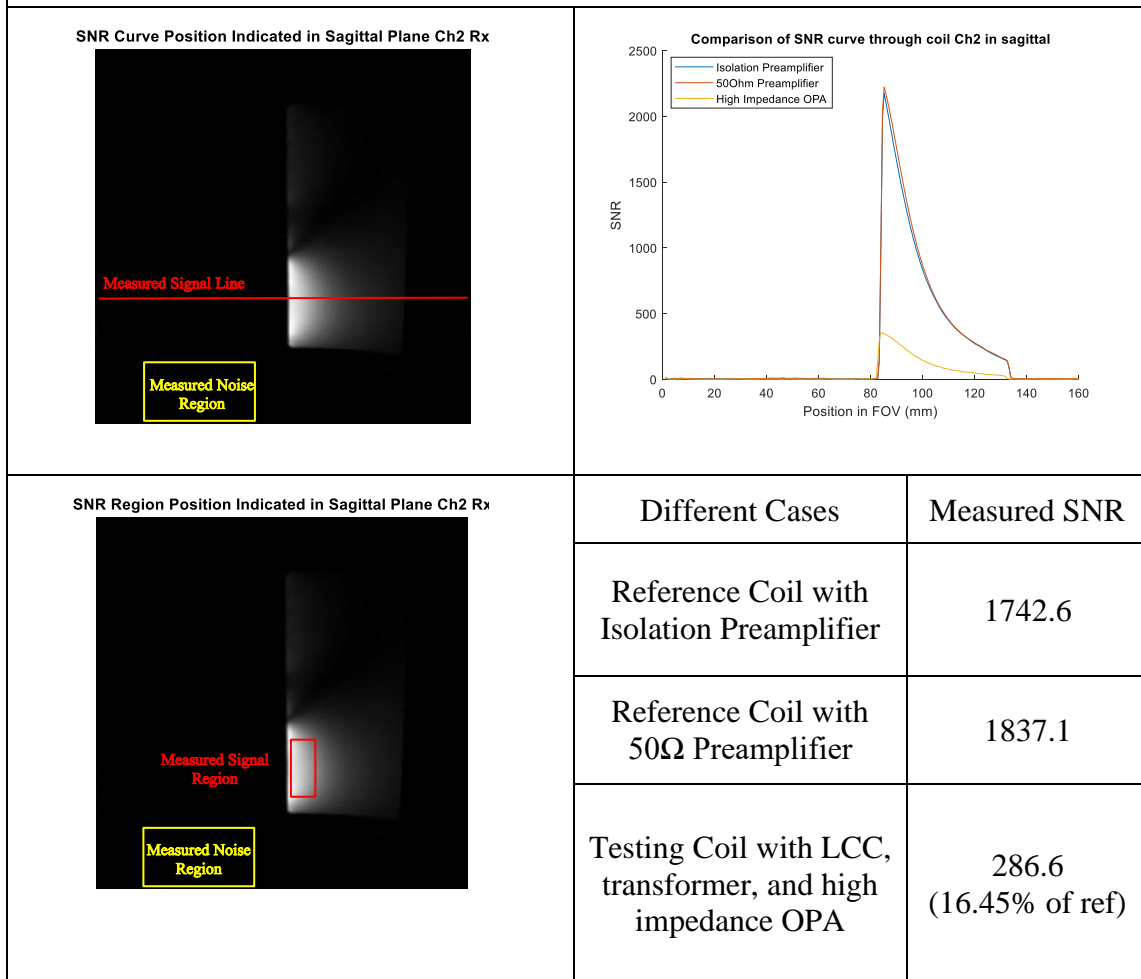 SNR Curve Position Indicated in Sagittal Plane Ch2 Rx
Measured Signal Line
Measured Noise
Region
Comparison of SNR curve through coil Ch2 in sagittal
2500
2000
1500
1000
500
0
SNR
Isolation Preamplifier
50Ohm Preamplifier
High Impedance OPA
0 20 40 60 80 100 120 140 160
Position in FOV (mm)
SNR Region Position Indicated in Sagittal Plane Ch2 Rx
Measured Signal
Region
Measured Noise
Region
Different Cases Measured SNR
Reference Coil with
Isolation Preamplifier
1742.6
Reference Coil with
50Ω Preamplifier
1837.1
Testing Coil with LCC,
transformer, and high
impedance OPA
286.6
(16.45% of ref)